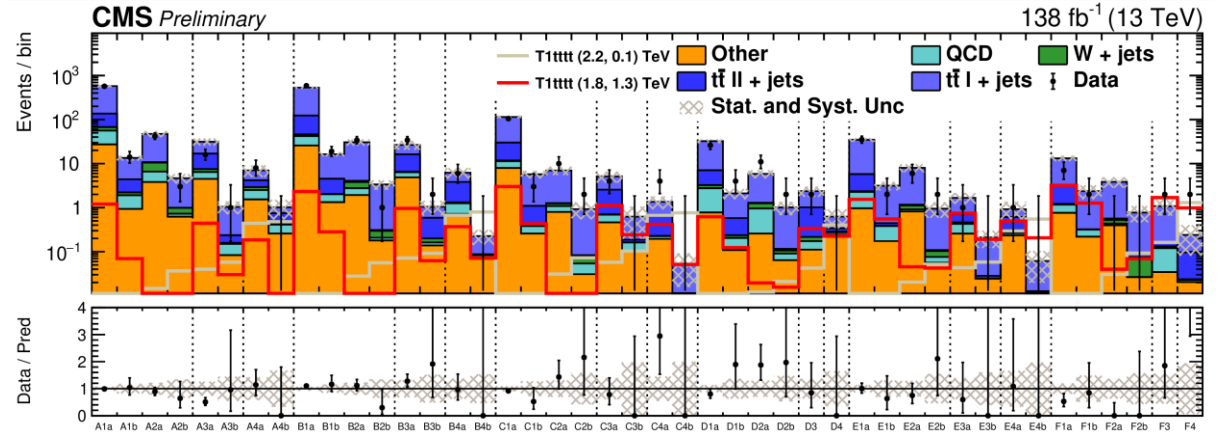 CMS Preliminary 138 fb⁻¹ (13 TeV)
Events / bin
10³
10²
10
1
10⁻¹
T1tttt (2.2, 0.1) TeV
T1tttt (1.8, 1.3) TeV
Other
QCD
W + jets
tt̄ ll + jets
tt̄ l + jets
Data
Stat. and Syst. Unc
Data / Pred
4
3
2
1
0
A1a A1b A2a A2b A3a A3b A4a A4b B1a B1b B2a B2b B3a B3b B4a B4b C1a C1b C2a C2b C3a C3b C4a C4b D1a D1b D2a D2b D3 D4 E1a E1b E2a E2b E3a E3b E4a E4b F1a F1b F2a F2b F3 F4